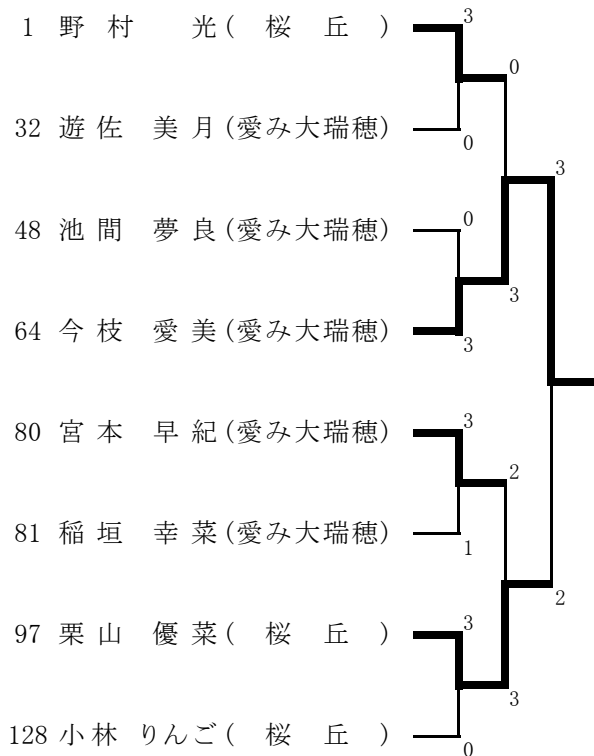 1 野村 光(桜丘)
3
0
32 遊佐 美月(愛み大瑞穂)
0
3
48 池間 夢良(愛み大瑞穂)
0
3
64 今枝 愛美(愛み大瑞穂)
3
80 宮本 早紀(愛み大瑞穂)
3
2
81 稲垣 幸菜(愛み大瑞穂)
1
2
97 栗山 優菜(桜丘)
3
3
128 小林 りんご(桜丘)
0